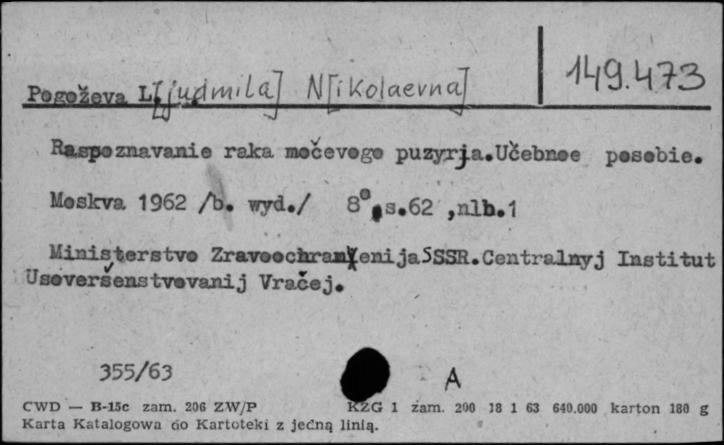 149.473
Pogoževa L[judmila] N[ikolaevna]
Raspoznavanie raka močevogo puzyrja.Učebnoe posobie.
Moskva 1962 /b. wyd./ 8°,s.62 ,nlb.1
Ministerstvo Zravoochranenija SSSR.Centralnyj Institut
Usoveršenstvovanij Vračej.
355/63 A
CWD — B-15c zam. 206 ZW/P KZG 1 zam. 200 18 1 63 640.000 karton 180 g
Karta Katalogowa do Kartoteki z jedną linią.